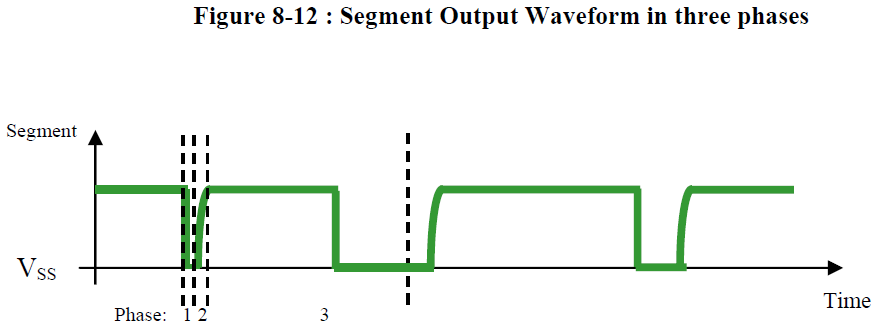 Figure 8-12 : Segment Output Waveform in three phases
Segment
VSS
Time
Phase: 1 2 3